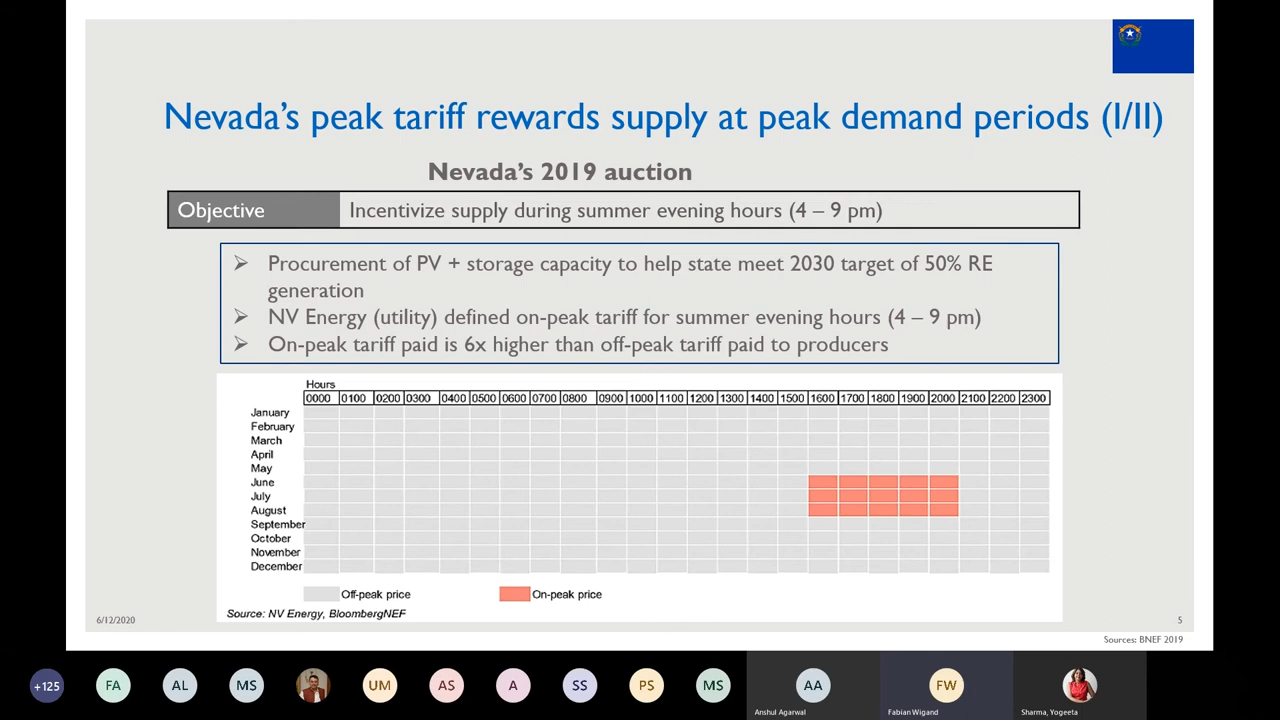 Nevada's peak tariff rewards supply at peak demand periods (I/II)
Nevada's 2019 auction
Objective
Incentivize supply during summer evening hours (4 – 9 pm)
Procurement of PV + storage capacity to help state meet 2030 target of 50% RE
generation
NV Energy (utility) defined on-peak tariff for summer evening hours (4 – 9 pm)
On-peak tariff paid is 6x higher than off-peak tariff paid to producers
Hours
0000 0100 0200 0300 0400 0500 0600 0700 0800 0900 1000 1100 1200 1300 1400 1500 1600 1700 1800 1900 2000 2100 2200 2300
January
February
March
April
May
June
July
August
September
October
November
December
Off-peak price
On-peak price
Source: NV Energy, BloombergNEF
6/12/2020
5
Sources: BNEF 2019
+125
FA
AL
MS
UM
AS
A
SS
PS
MS
AA
FW
Anshul Agarwal
Fabian Wigand
Sharma, Yogeeta